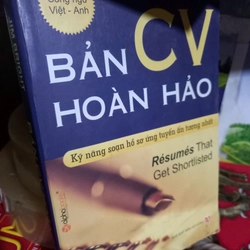 Song ngữ
Việt - Anh
BẢN CV
HOÀN HẢO
Kỹ năng soạn hồ sơ ứng tuyển ấn tượng nhất
Résumés That
Get Shortlisted
alphabooks